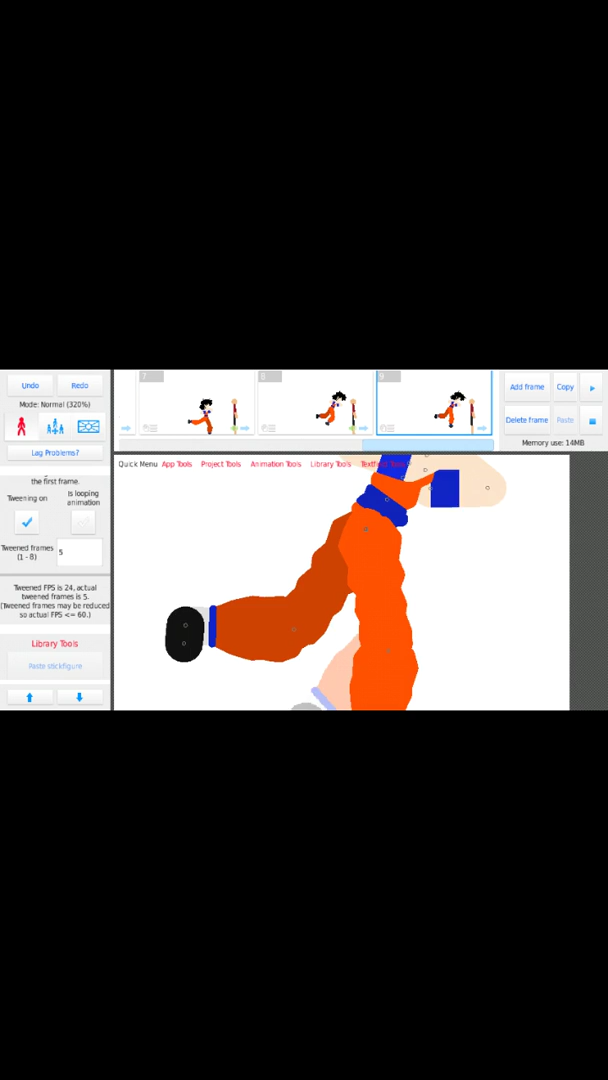 Undo Redo
Mode: Normal (320%)
Lag Problems?
the first frame.
Tweening on
Is looping
animation
Tweened frames
(1 - 8)
5
Tweened FPS is 24, actual
tweened frames is 5.
(Tweened frames may be reduced
so actual FPS <= 60.)
Library Tools
Paste stickfigure
7 8 9
Add frame Copy
Delete frame Paste
Memory use: 14MB
Quick Menu App Tools Project Tools Animation Tools Library Tools Textfield Tools